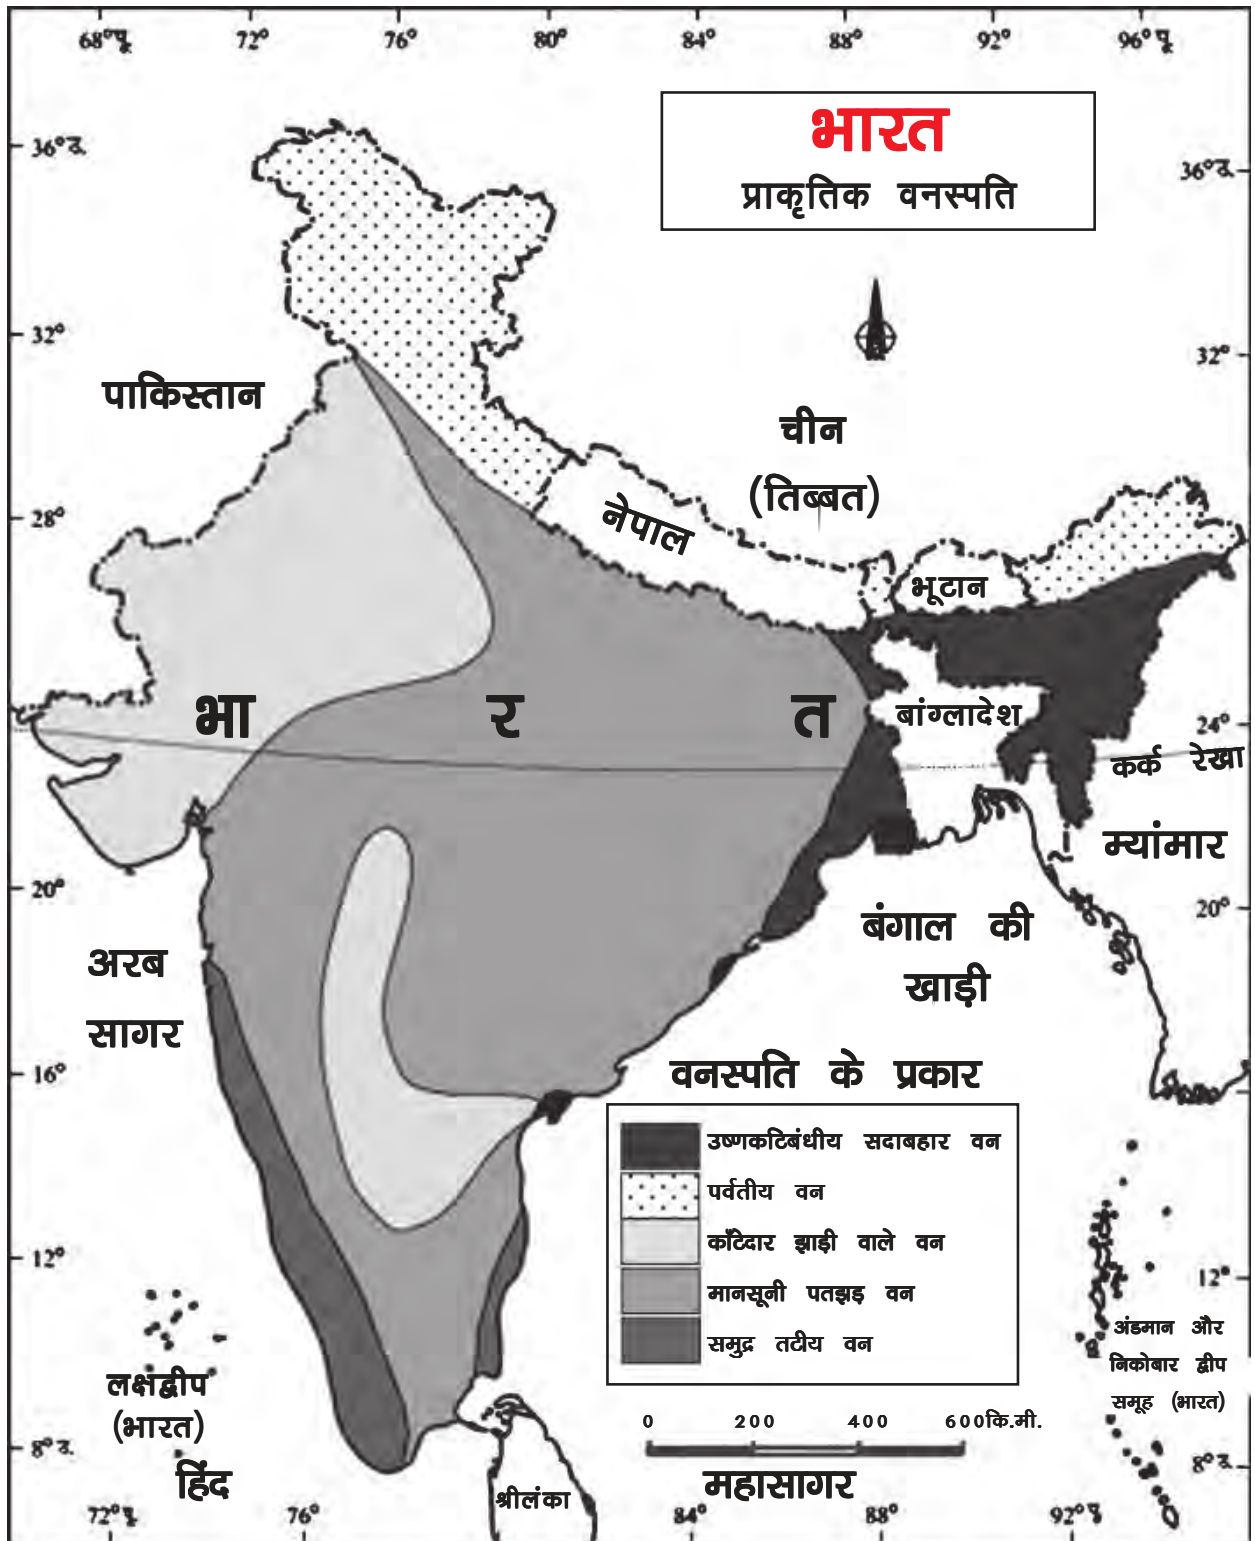 68°पू. 72° 76° 80° 84° 88° 92° 96°पू.
भारत
प्राकृतिक वनस्पति
36°उ. 36°उ.
32° 32°
पाकिस्तान
चीन
(तिब्बत)
28°
नेपाल
भूटान
भा र त
बांग्लादेश
24°
कर्क रेखा
म्यांमार
20° 20°
बंगाल की
खाड़ी
अरब
सागर
16°
वनस्पति के प्रकार
उष्णकटिबंधीय सदाबहार वन
पर्वतीय वन
काँटेदार झाड़ी वाले वन
मानसूनी पतझड़ वन
समुद्र तटीय वन
12° 12°
अंडमान और
निकोबार द्वीप
समूह (भारत)
लक्षद्वीप
(भारत)
0 200 400 600कि.मी.
8°उ. 8°उ.
हिंद महासागर
श्रीलंका
72°पू. 76° 84° 88° 92°पू.